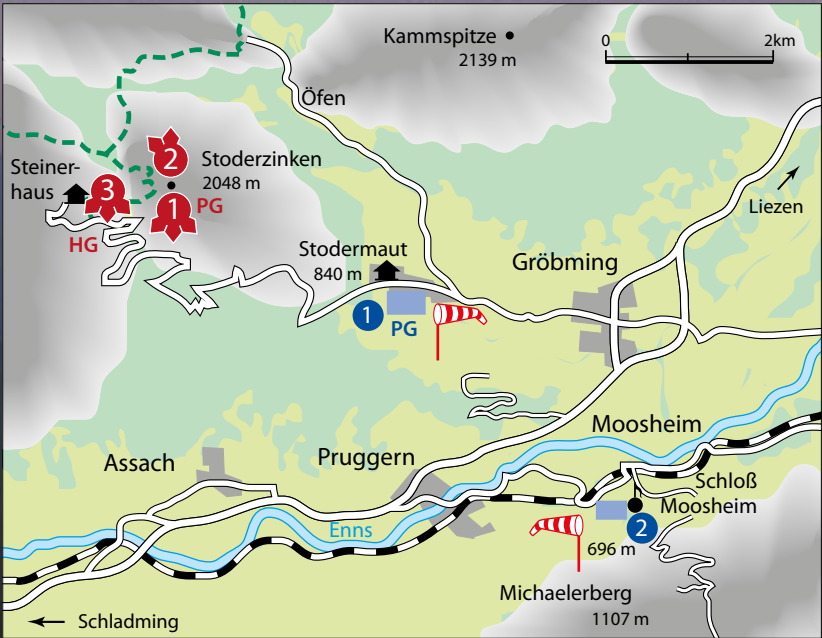 Kammspitze
2139 m
0 2km
Öfen
Steiner-
haus
2
Stoderzinken
2048 m
3
1
PG
HG
Liezen
Stodermaut
840 m
Gröbming
1
PG
Moosheim
Assach
Pruggern
Schloß
Moosheim
Enns
2
696 m
Michaelerberg
1107 m
Schladming